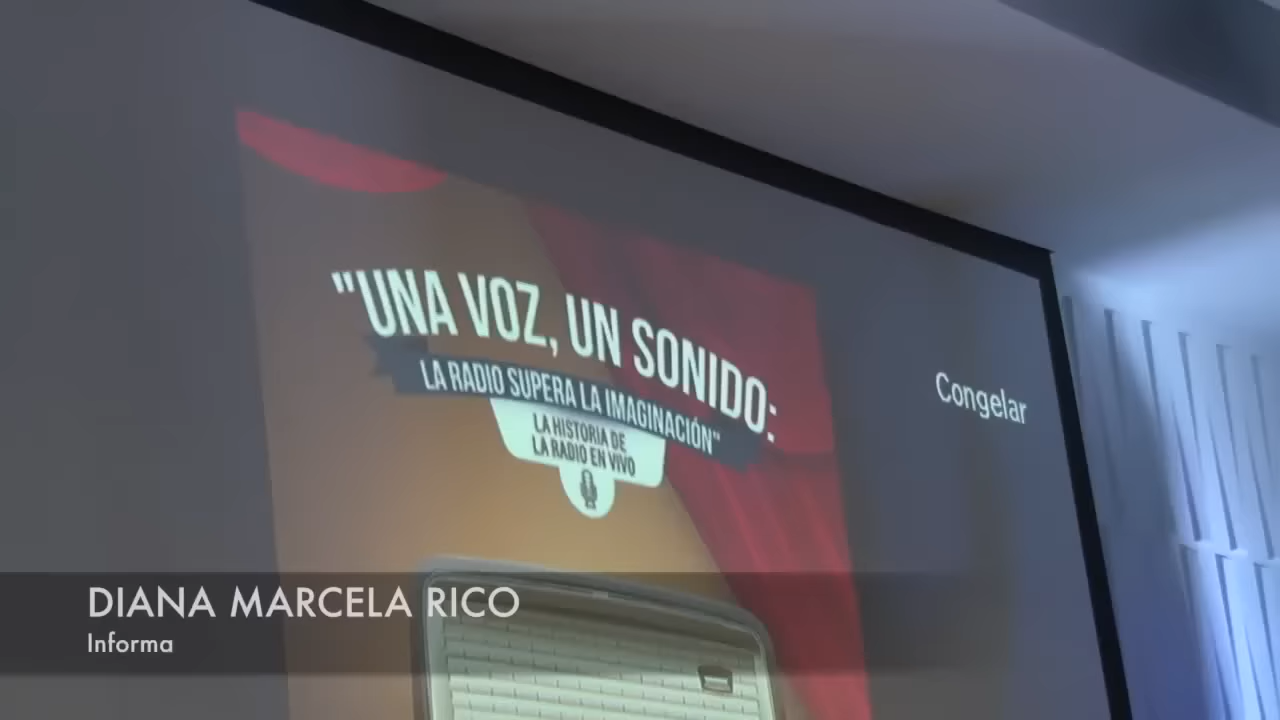 "UNA VOZ, UN SONIDO:
LA RADIO SUPERA LA IMAGINACIÓN"
LA HISTORIA DE
LA RADIO EN VIVO
Congelar
DIANA MARCELA RICO
Informa